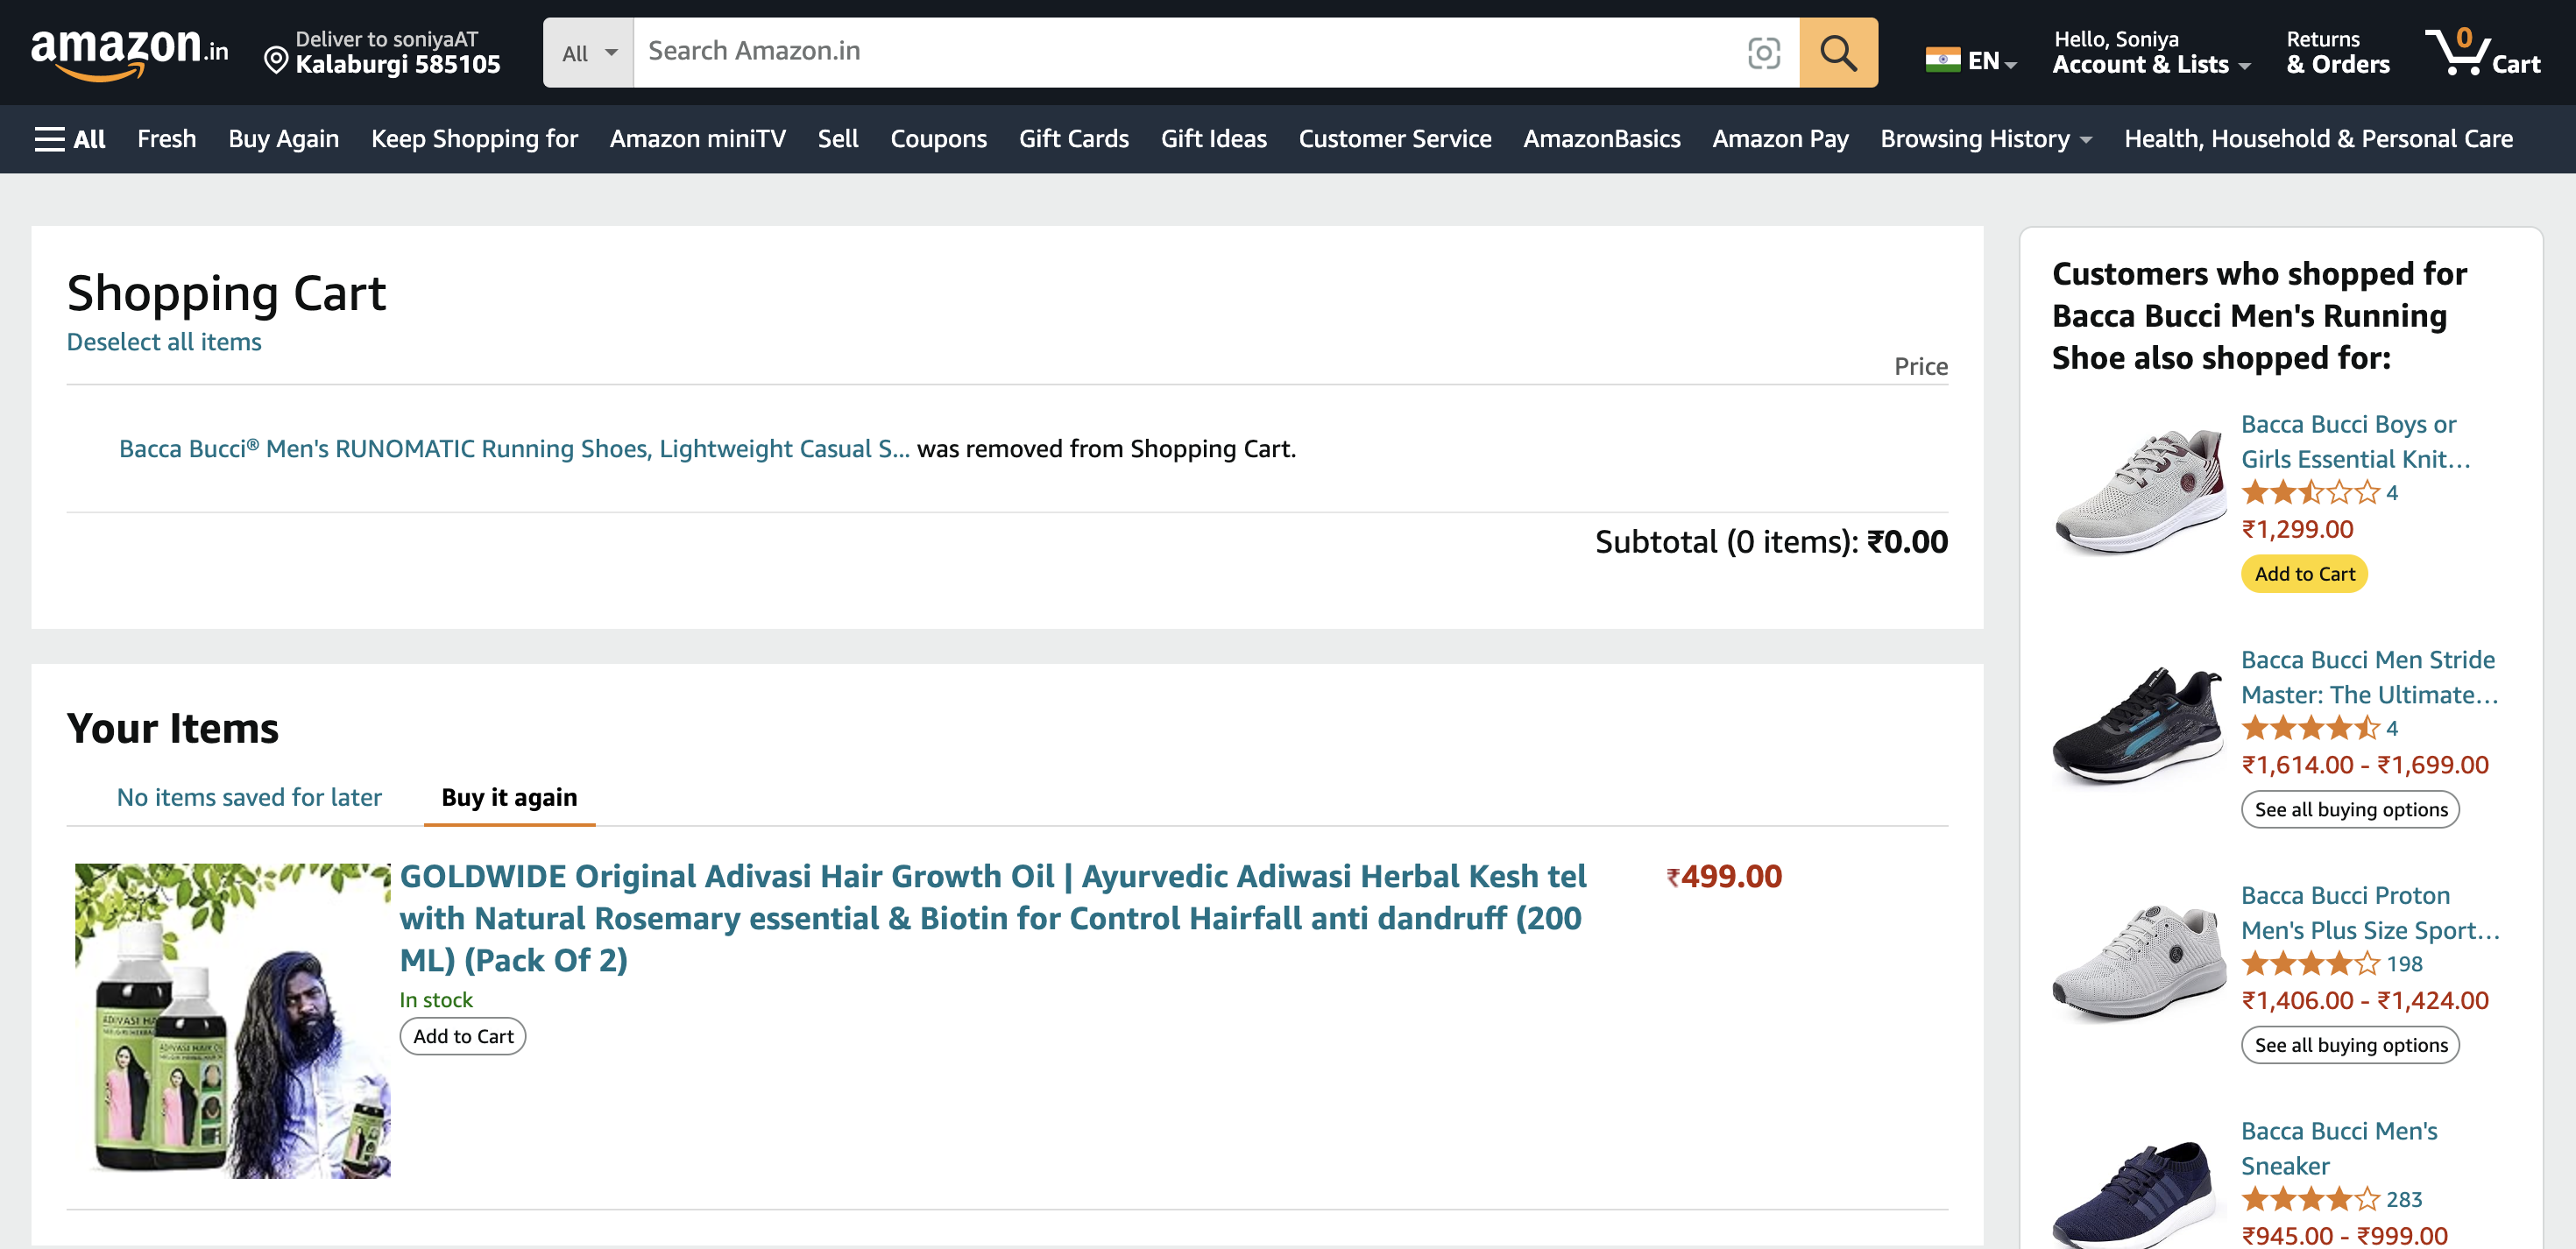 amazon.in
Deliver to soniyaAT
Kalaburgi 585105
All
Search Amazon.in
EN
Hello, Soniya
Account & Lists
Returns
& Orders
0
Cart
All
Fresh
Buy Again
Keep Shopping for
Amazon miniTV
Sell
Coupons
Gift Cards
Gift Ideas
Customer Service
AmazonBasics
Amazon Pay
Browsing History
Health, Household & Personal Care
Shopping Cart
Deselect all items
Price
Bacca Bucci® Men's RUNOMATIC Running Shoes, Lightweight Casual S... was removed from Shopping Cart.
Subtotal (0 items): ₹0.00
Your Items
No items saved for later
Buy it again
GOLDWIDE Original Adivasi Hair Growth Oil | Ayurvedic Adiwasi Herbal Kesh tel
with Natural Rosemary essential & Biotin for Control Hairfall anti dandruff (200
ML) (Pack Of 2)
₹499.00
In stock
Add to Cart
ADIVASI HAIR OIL
Customers who shopped for
Bacca Bucci Men's Running
Shoe also shopped for:
Bacca Bucci Boys or
Girls Essential Knit...
4
₹1,299.00
Add to Cart
Bacca Bucci Men Stride
Master: The Ultimate...
4
₹1,614.00 - ₹1,699.00
See all buying options
Bacca Bucci Proton
Men's Plus Size Sport...
198
₹1,406.00 - ₹1,424.00
See all buying options
Bacca Bucci Men's
Sneaker
283
₹945.00 - ₹999.00